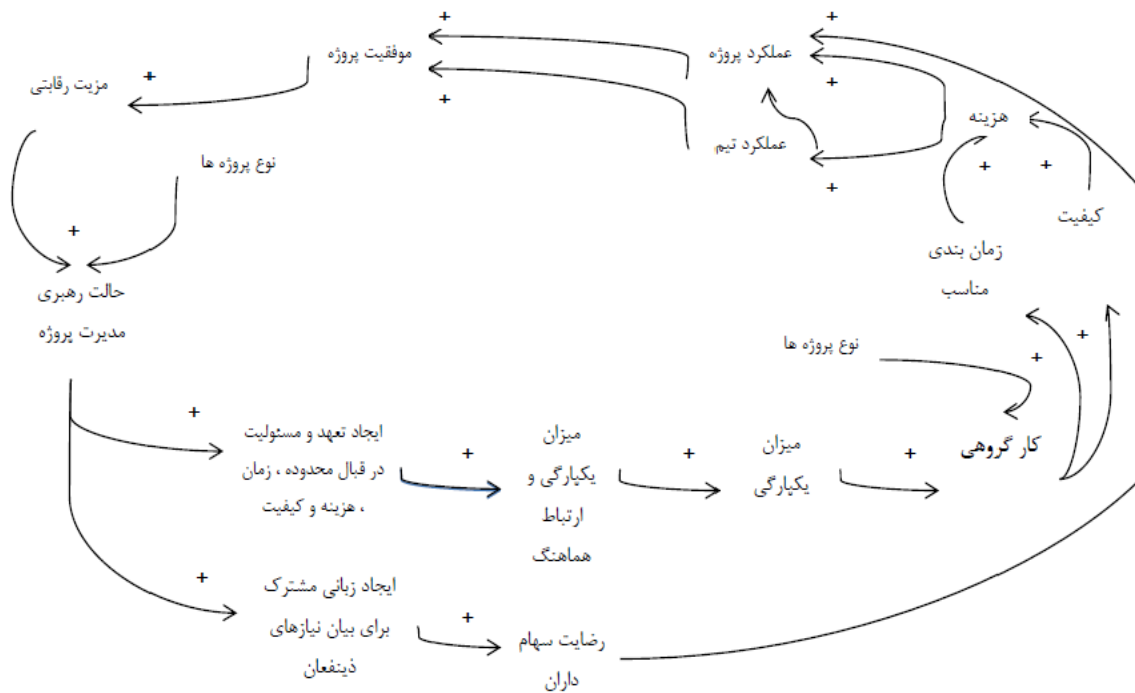 +
+
عملکرد پروژه
موفقیت پروژه
+
مزیت رقابتی
+
+
هزینه
عملکرد تیم
نوع پروژه ها
+
+
+
کیفیت
+
زمان بندی
مناسب
حالت رهبری
مدیرت پروژه
نوع پروژه ها
+
+
+
ایجاد تعهد و مسئولیت
در قبال محدوده ، زمان
، هزینه و کیفیت
+
میزان
یکپارگی و
ارتباط
هماهنگ
+
میزان
یکپارگی
+
کار گروهی
+
ایجاد زبانی مشترک
برای بیان نیازهای
ذینفعان
+
رضایت سهام
داران